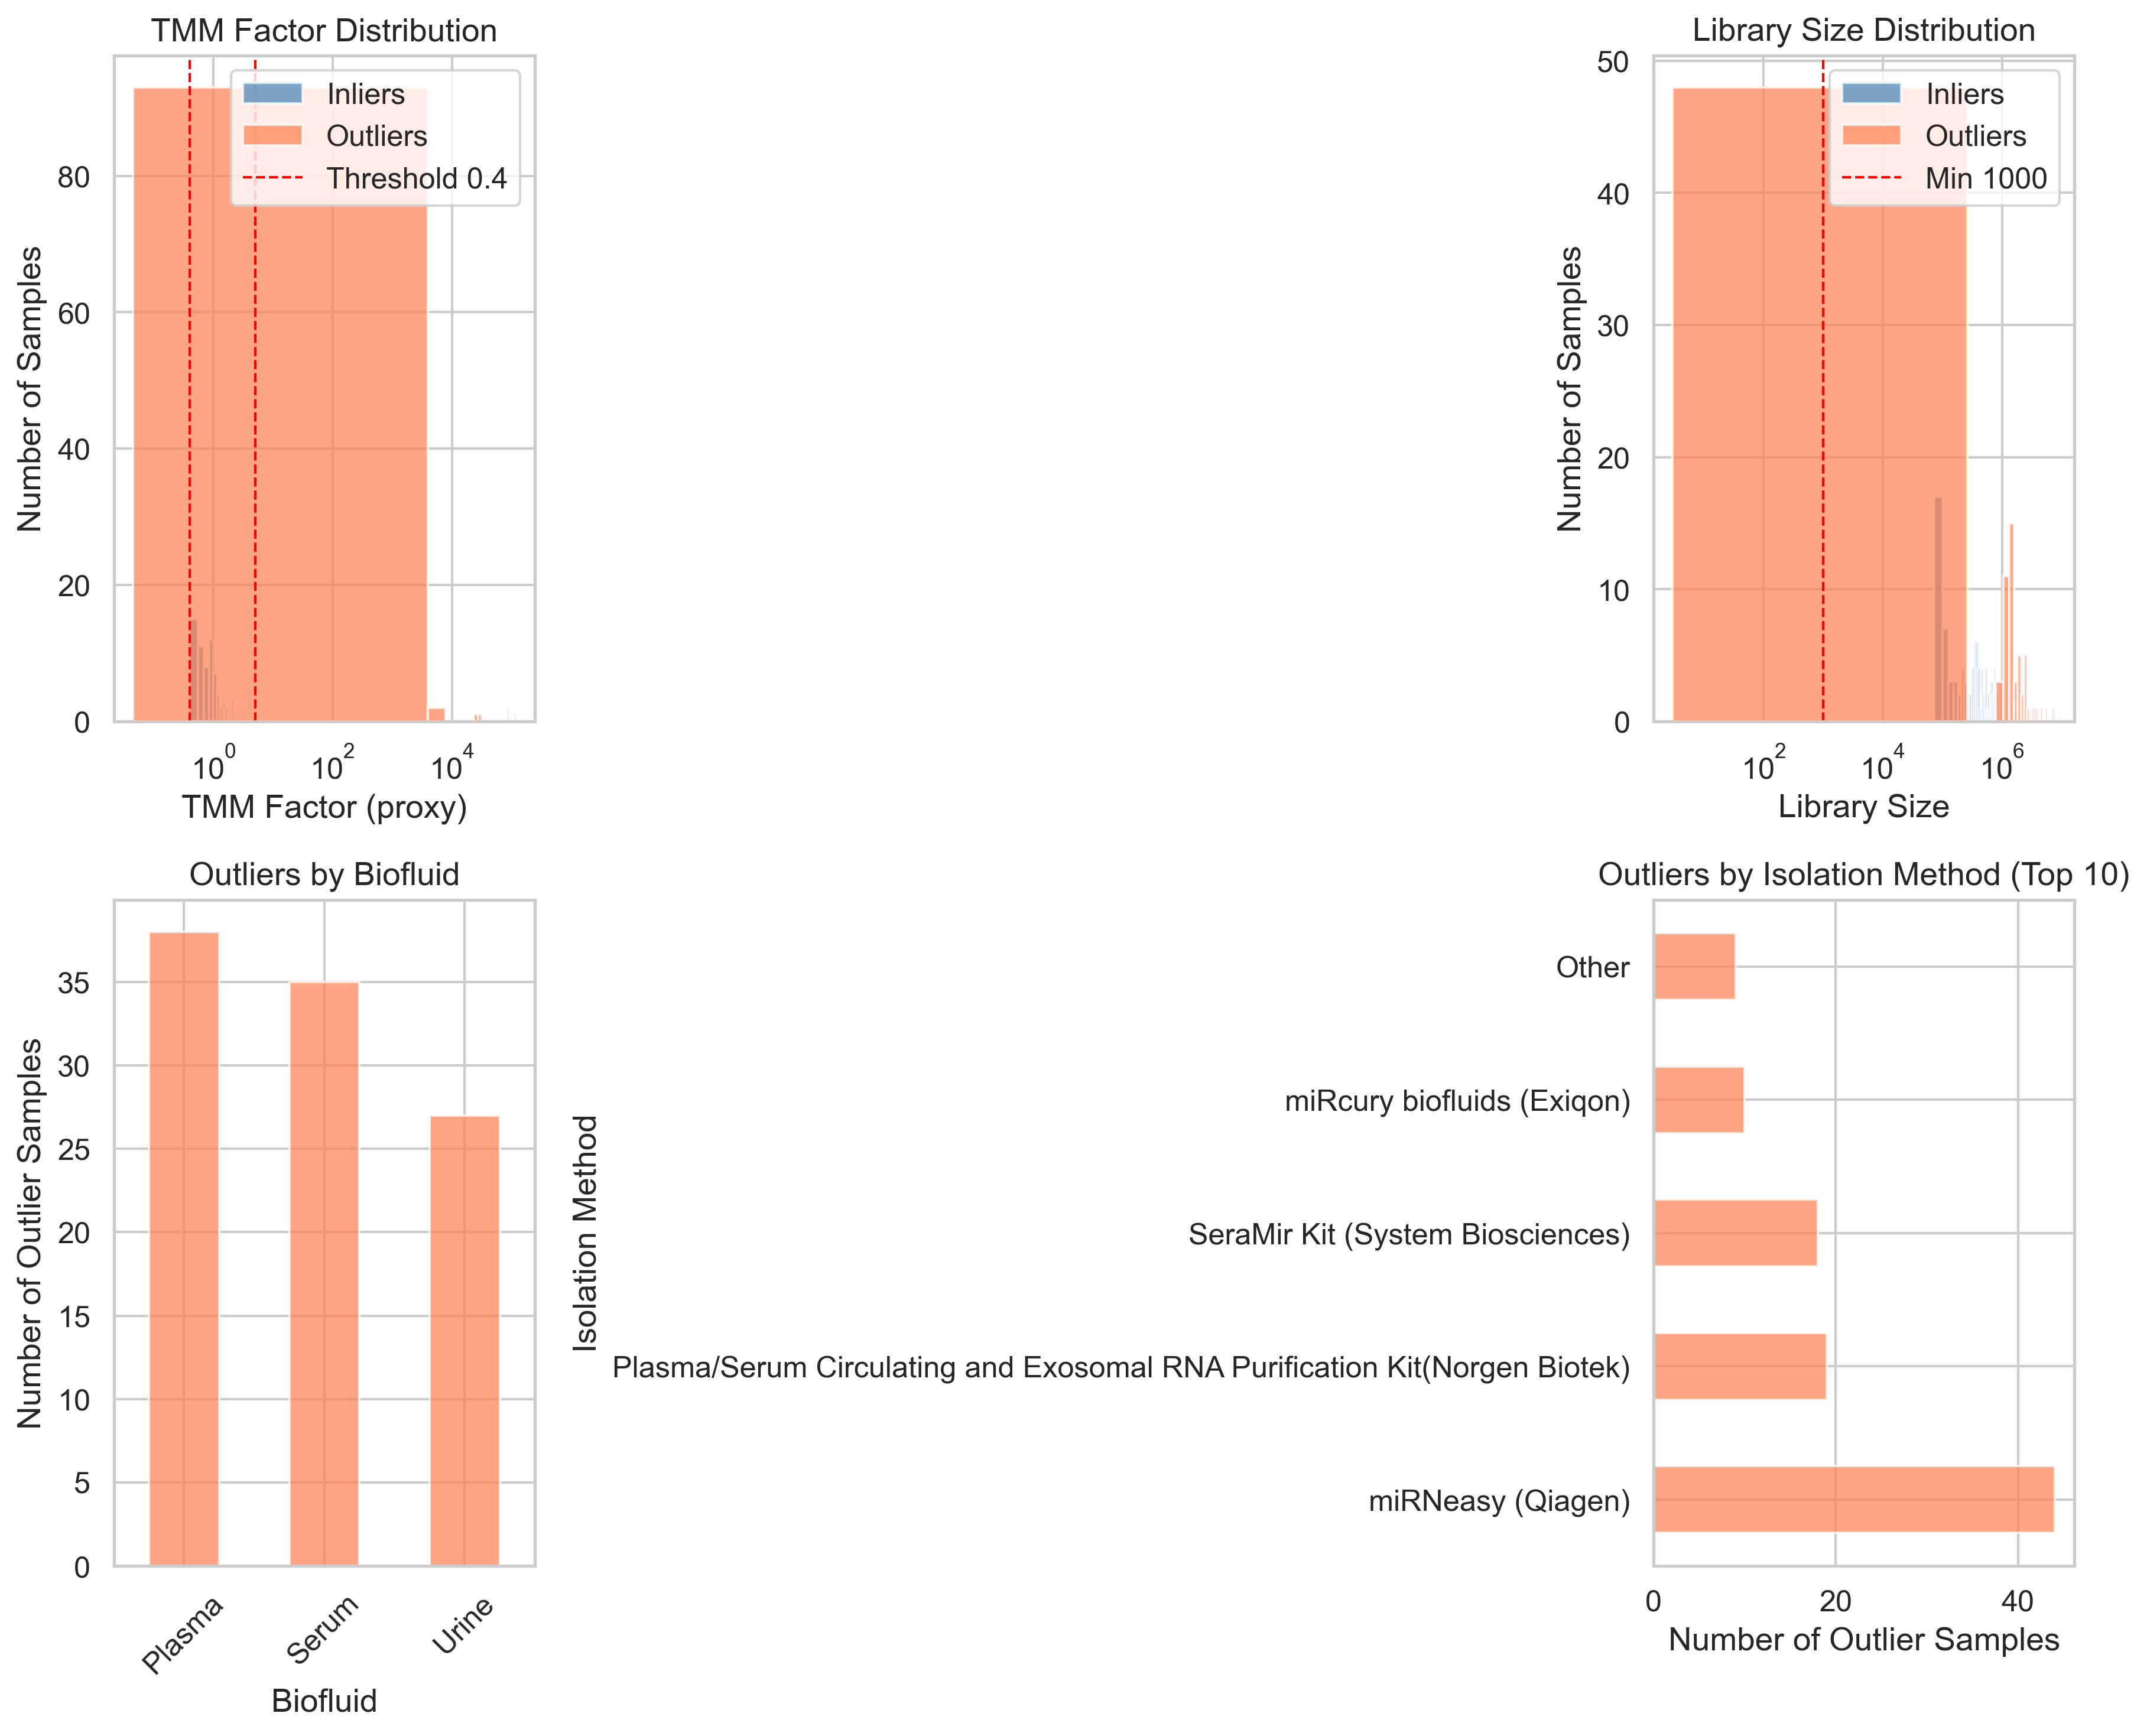 TMM Factor Distribution
Number of Samples
80
60
40
20
0
Inliers
Outliers
Threshold 0.4
10^0 10^2 10^4
TMM Factor (proxy)
Library Size Distribution
Number of Samples
50
40
30
20
10
0
Inliers
Outliers
Min 1000
10^2 10^4 10^6
Library Size
Outliers by Biofluid
Number of Outlier Samples
35
30
25
20
15
10
5
0
Plasma Serum Urine
Biofluid
Outliers by Isolation Method (Top 10)
Isolation Method
Other
miRcury biofluids (Exiqon)
SeraMir Kit (System Biosciences)
Plasma/Serum Circulating and Exosomal RNA Purification Kit(Norgen Biotek)
miRNeasy (Qiagen)
0 20 40
Number of Outlier Samples